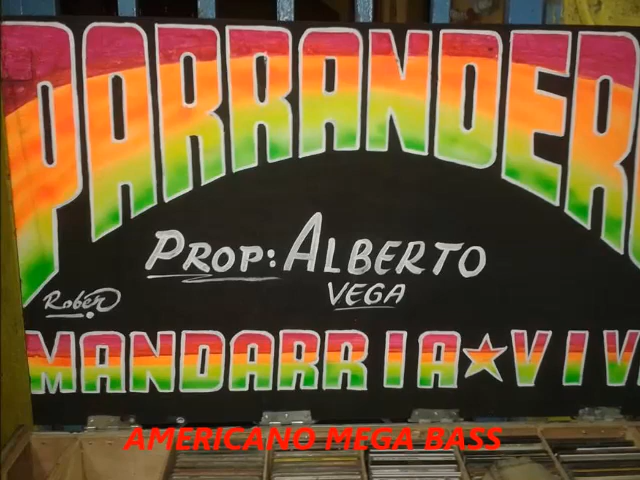 PARRANDER
PROP: ALBERTO
VEGA
Rober
MANDARRIA★VIV
AMERICANO MEGA BASS